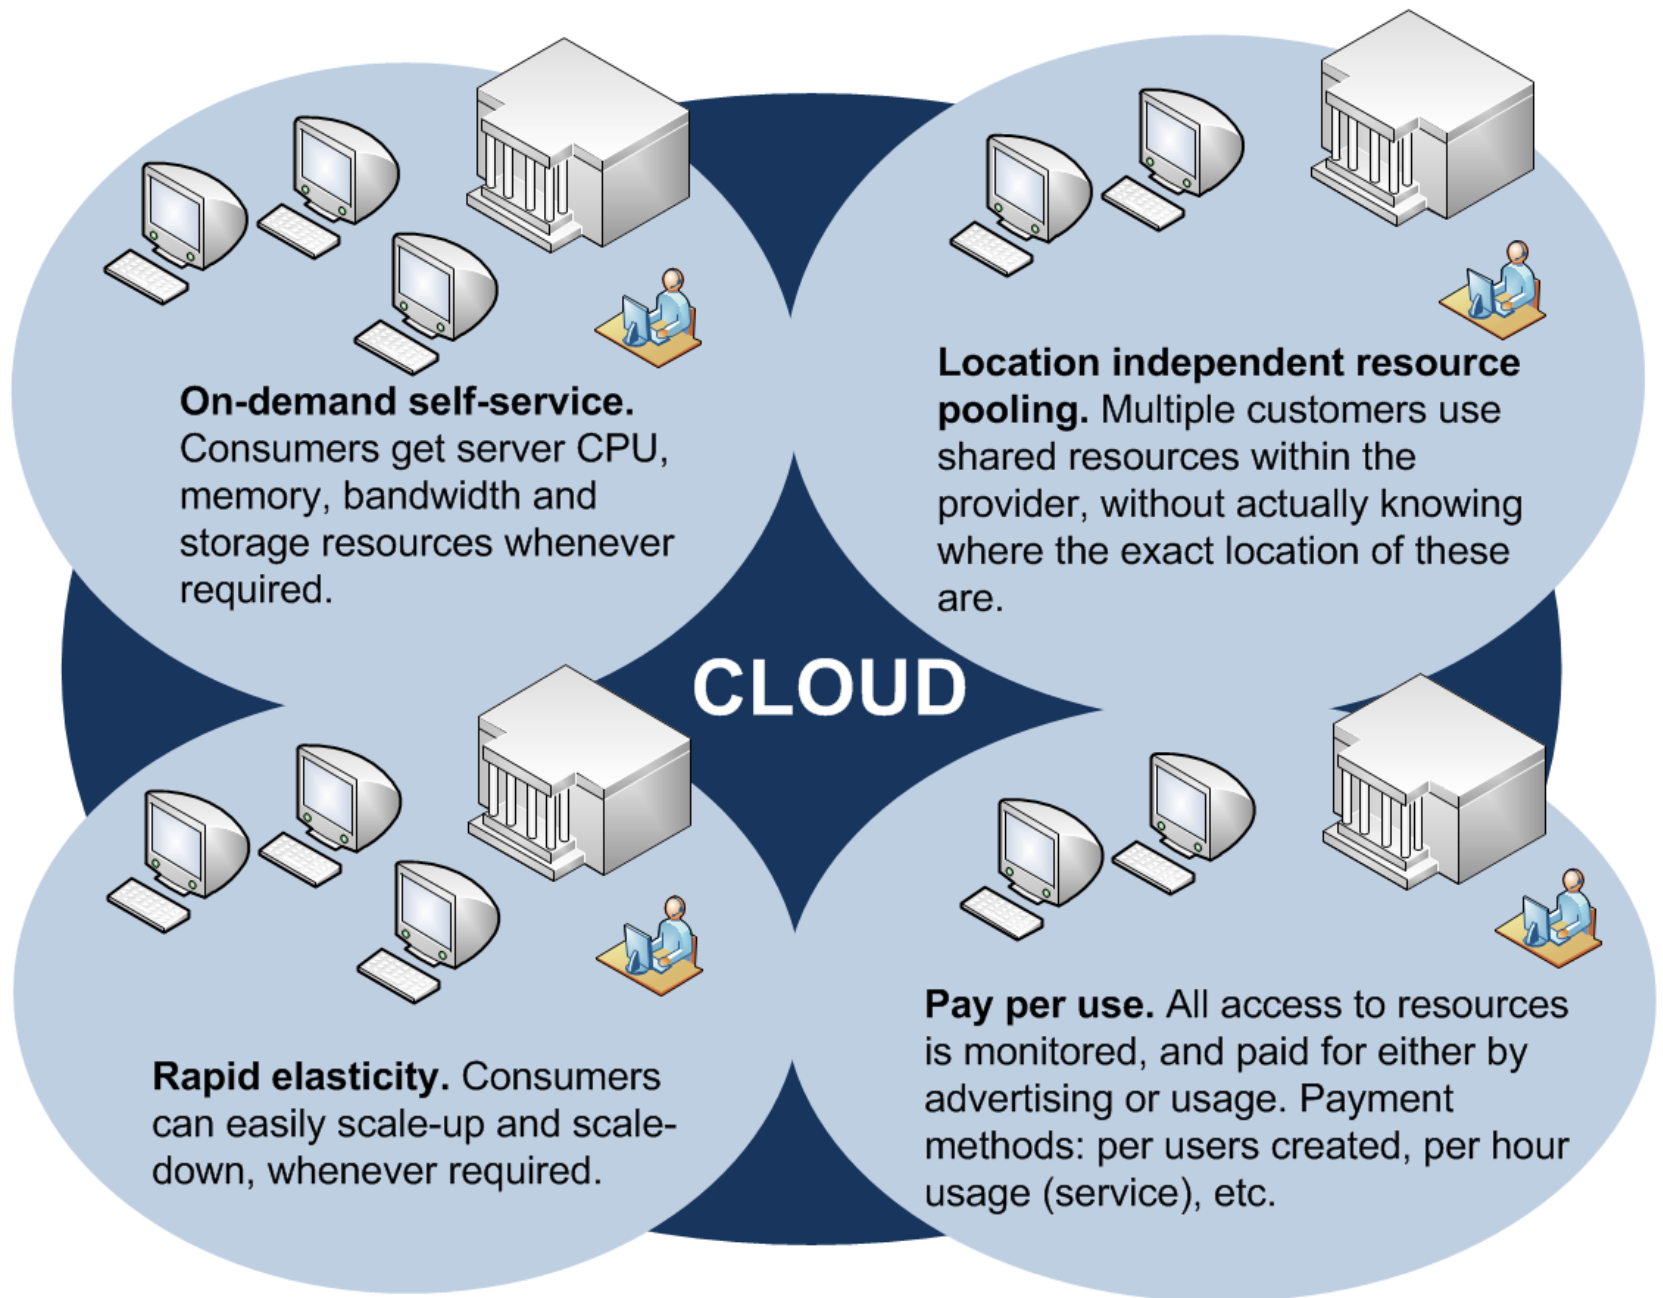 On-demand self-service.
Consumers get server CPU,
memory, bandwidth and
storage resources whenever
required.
Location independent resource
pooling. Multiple customers use
shared resources within the
provider, without actually knowing
where the exact location of these
are.
CLOUD
Rapid elasticity. Consumers
can easily scale-up and scale-
down, whenever required.
Pay per use. All access to resources
is monitored, and paid for either by
advertising or usage. Payment
methods: per users created, per hour
usage (service), etc.